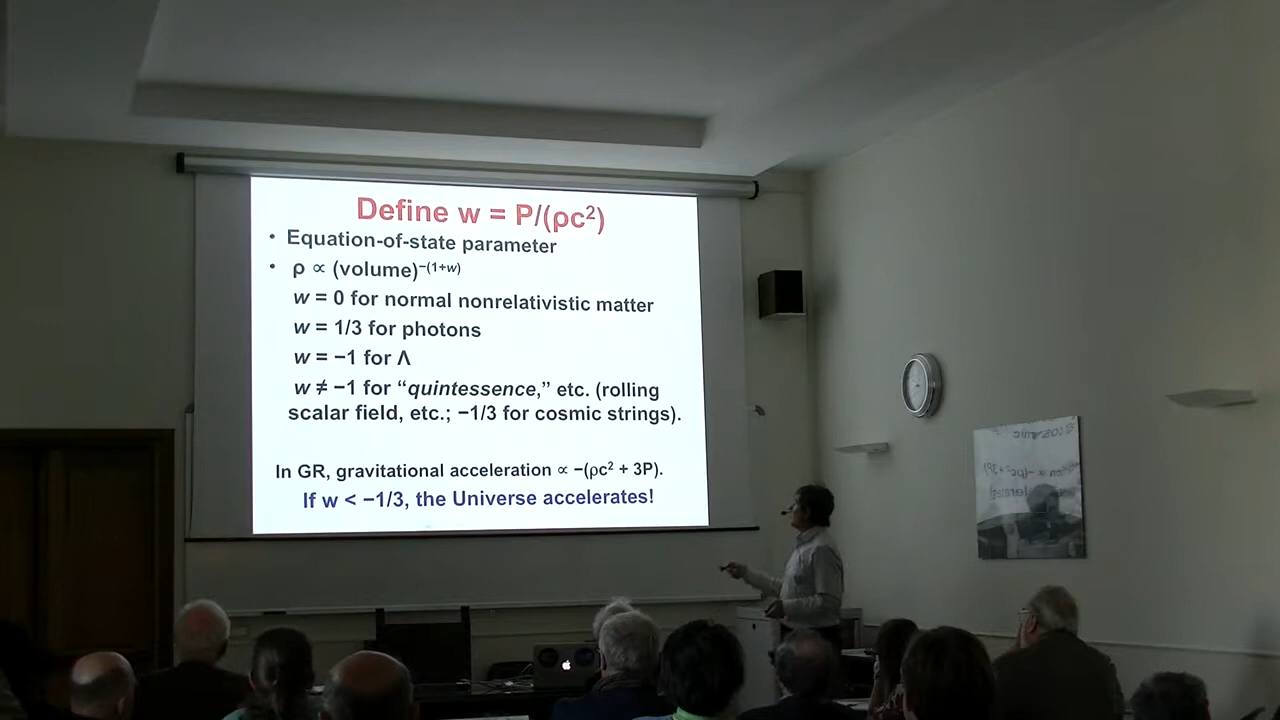 Define w = P/(ρc²)
• Equation-of-state parameter
• ρ ∝ (volume)⁻⁽¹⁺ʷ⁾
w = 0 for normal nonrelativistic matter
w = 1/3 for photons
w = −1 for Λ
w ≠ −1 for “quintessence,” etc. (rolling
scalar field, etc.; −1/3 for cosmic strings).
In GR, gravitational acceleration ∝ −(ρc² + 3P).
If w < −1/3, the Universe accelerates!